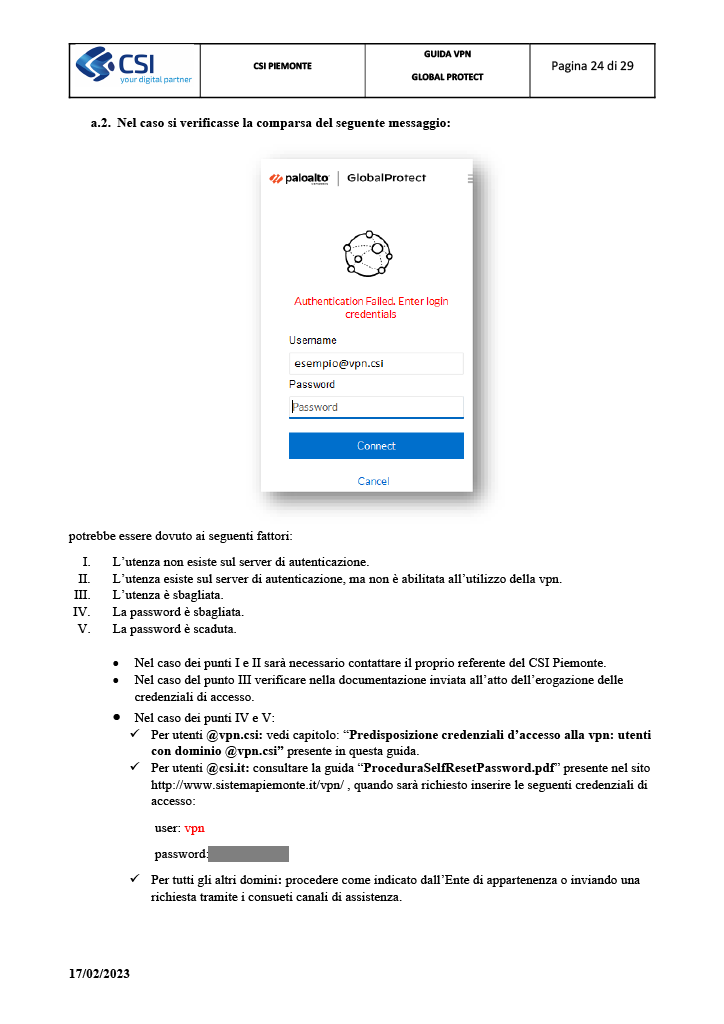 CSI
your digital partner
CSI PIEMONTE
GUIDA VPN
GLOBAL PROTECT
Pagina 24 di 29
a.2. Nel caso si verificasse la comparsa del seguente messaggio:
paloalto | GlobalProtect
Authentication Failed. Enter login
credentials
Username
esempio@vpn.csi
Password
Password
Connect
Cancel
potrebbe essere dovuto ai seguenti fattori:
I. L’utenza non esiste sul server di autenticazione.
II. L’utenza esiste sul server di autenticazione, ma non è abilitata all’utilizzo della vpn.
III. L’utenza è sbagliata.
IV. La password è sbagliata.
V. La password è scaduta.
• Nel caso dei punti I e II sarà necessario contattare il proprio referente del CSI Piemonte.
• Nel caso del punto III verificare nella documentazione inviata all’atto dell’erogazione delle
credenziali di accesso.
• Nel caso dei punti IV e V:
✓ Per utenti @vpn.csi: vedi capitolo: “Predisposizione credenziali d’accesso alla vpn: utenti
con dominio @vpn.csi” presente in questa guida.
✓ Per utenti @csi.it: consultare la guida “ProceduraSelfResetPassword.pdf” presente nel sito
http://www.sistemapiemonte.it/vpn/ , quando sarà richiesto inserire le seguenti credenziali di
accesso:
user: vpn
password:
✓ Per tutti gli altri domini: procedere come indicato dall’Ente di appartenenza o inviando una
richiesta tramite i consueti canali di assistenza.
17/02/2023